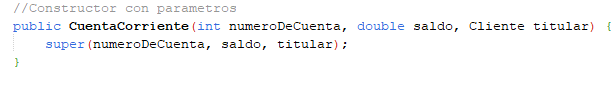 //Constructor con parametros
public CuentaCorriente(int numeroDeCuenta, double saldo, Cliente titular) {
    super(numeroDeCuenta, saldo, titular);
}